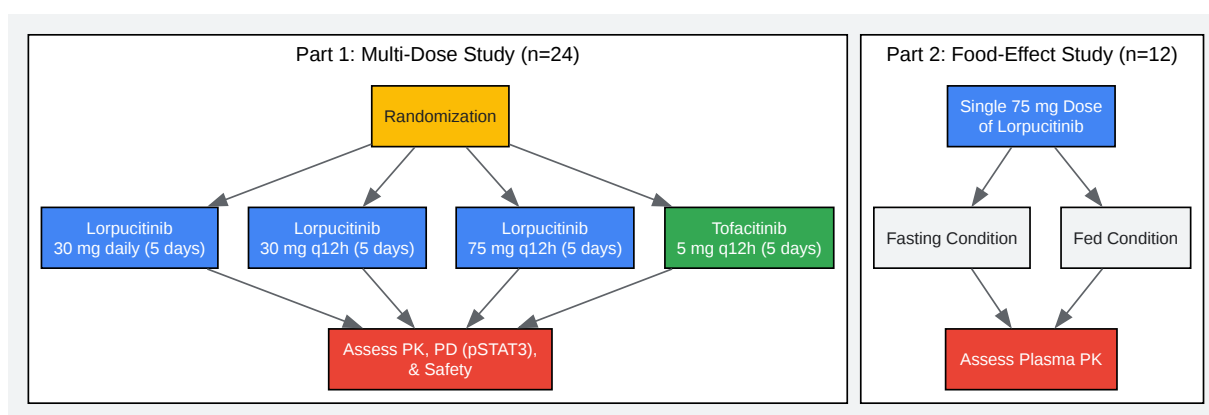 Part 1: Multi-Dose Study (n=24)
Randomization
Lorpucitinib
30 mg daily (5 days)
Lorpucitinib
30 mg q12h (5 days)
Lorpucitinib
75 mg q12h (5 days)
Tofacitinib
5 mg q12h (5 days)
Assess PK, PD (pSTAT3),
& Safety
Part 2: Food-Effect Study (n=12)
Single 75 mg Dose
of Lorpucitinib
Fasting Condition
Fed Condition
Assess Plasma PK